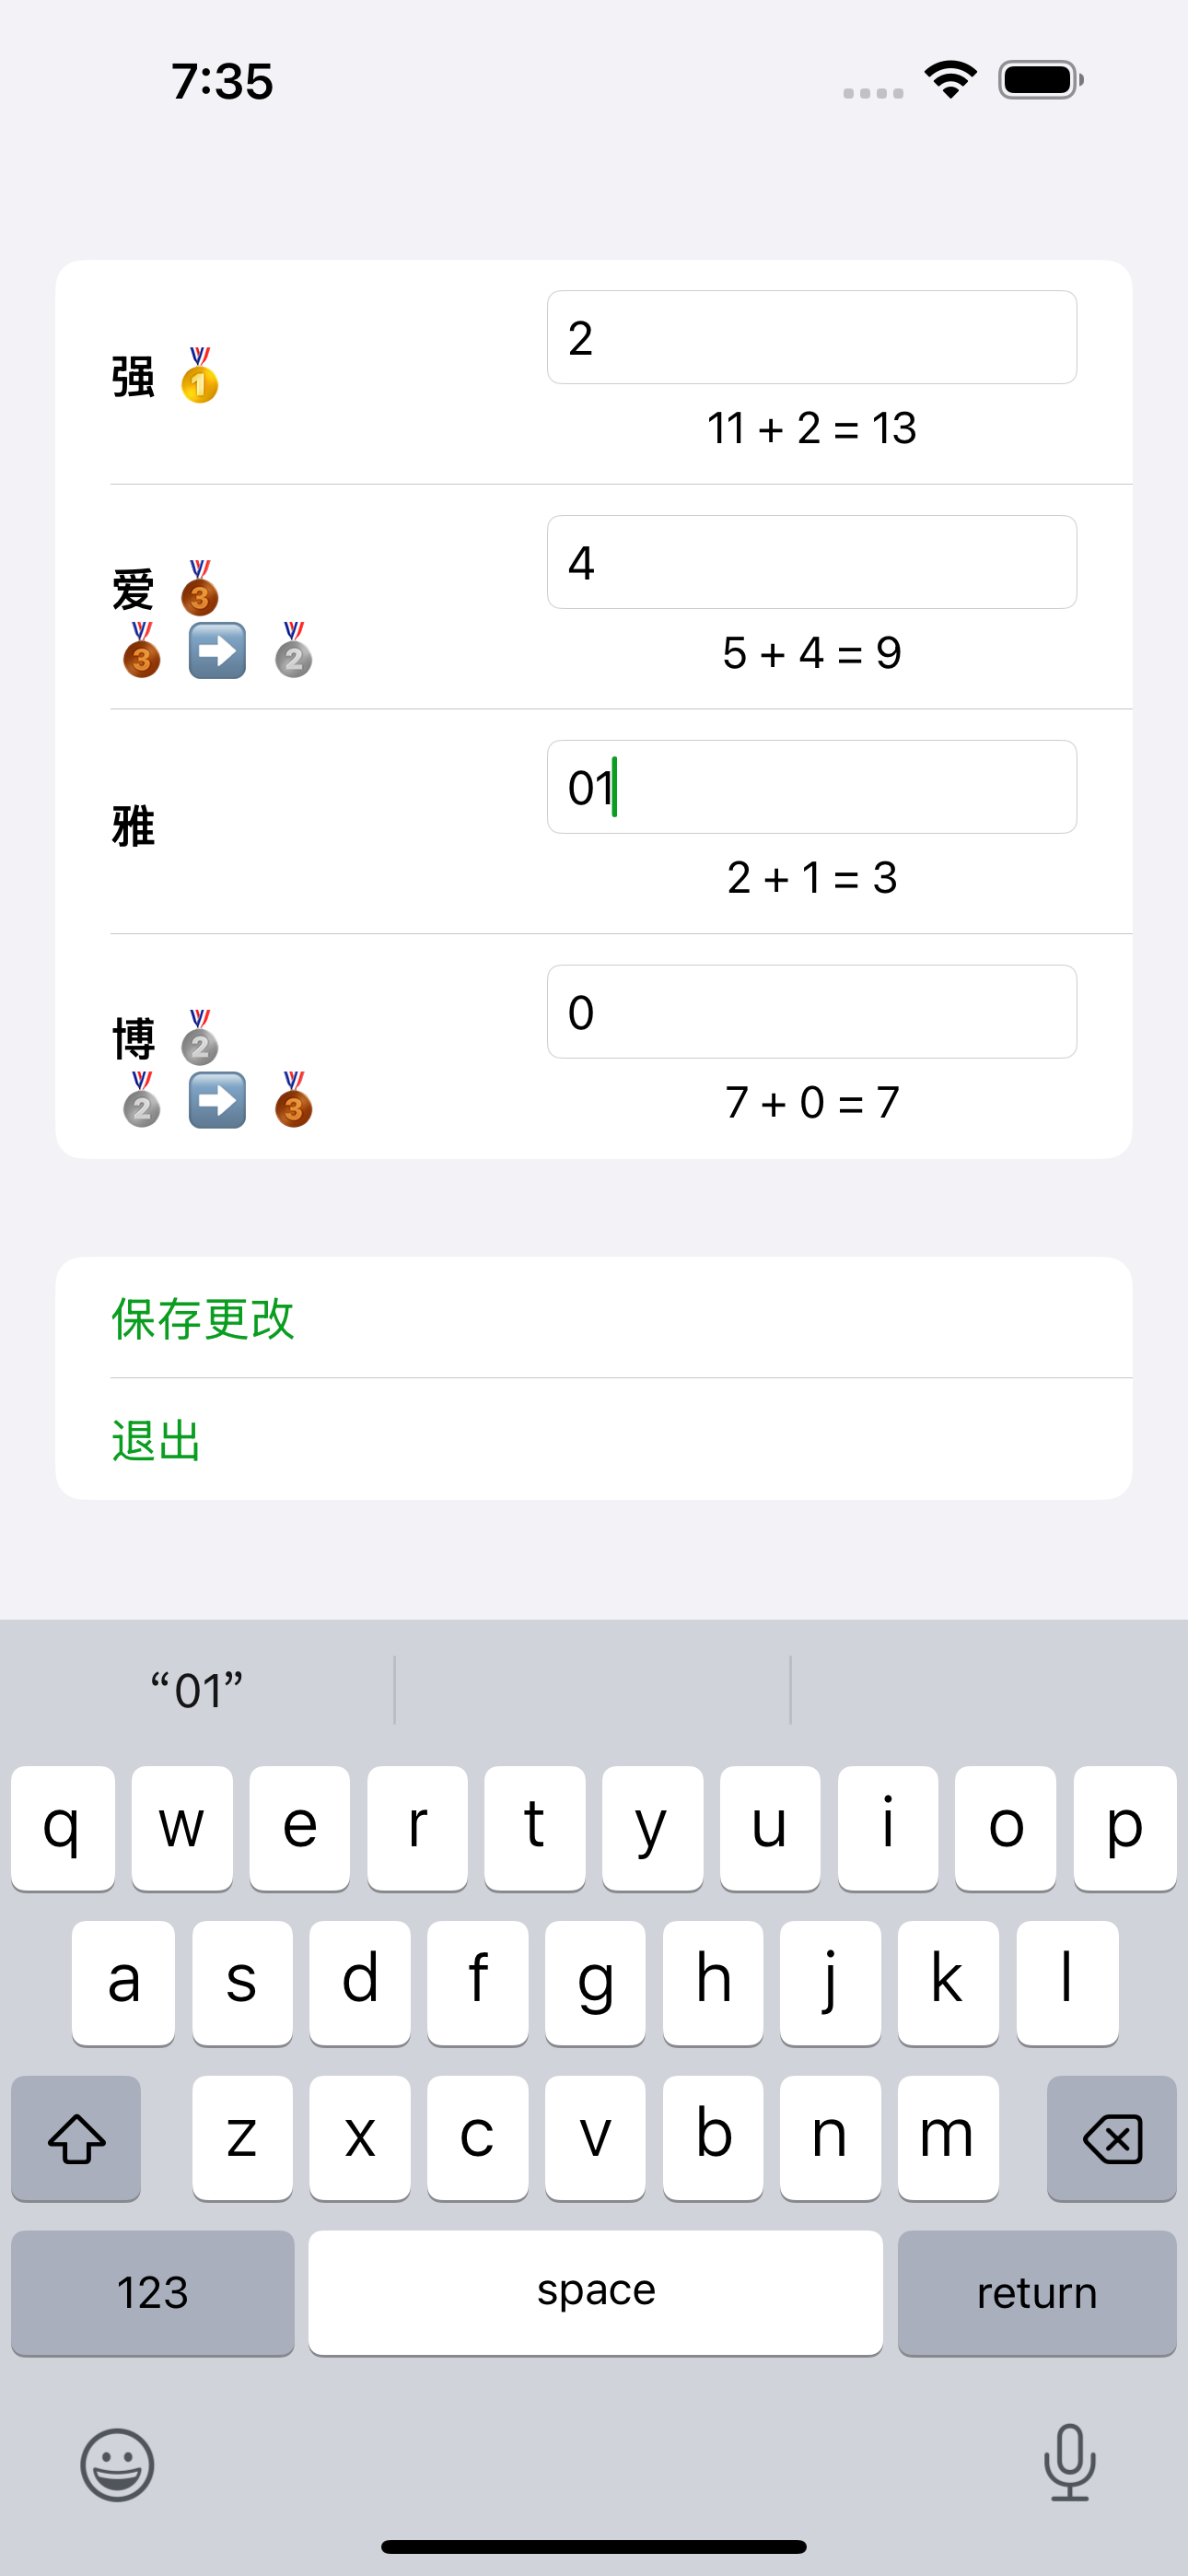 7:35
强 🥇
2
11 + 2 = 13
爱 🥉
🥉 ➡️ 🥈
4
5 + 4 = 9
雅
01
2 + 1 = 3
博 🥈
🥈 ➡️ 🥉
0
7 + 0 = 7
保存更改
退出
“01”
q w e r t y u i o p
a s d f g h j k l
z x c v b n m
123 space return